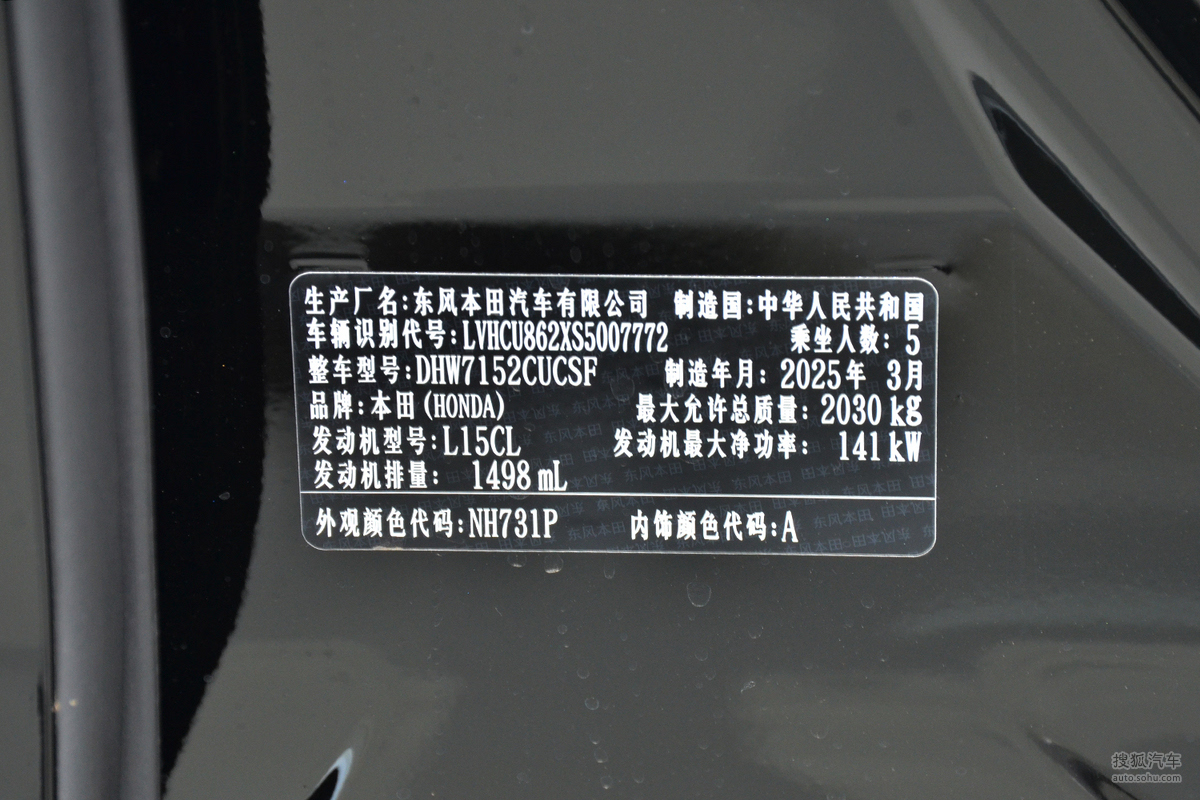 生产厂名:东风本田汽车有限公司 制造国:中华人民共和国
车辆识别代号:LVHCU862XS5007772 乘坐人数: 5
整车型号:DHW7152CUCSF 制造年月: 2025年 3月
品牌:本田(HONDA) 最大允许总质量: 2030 kg
发动机型号:L15CL 发动机最大净功率: 141 kW
发动机排量: 1498 mL
外观颜色代码:NH731P 内饰颜色代码:A
搜狐汽车
auto.sohu.com